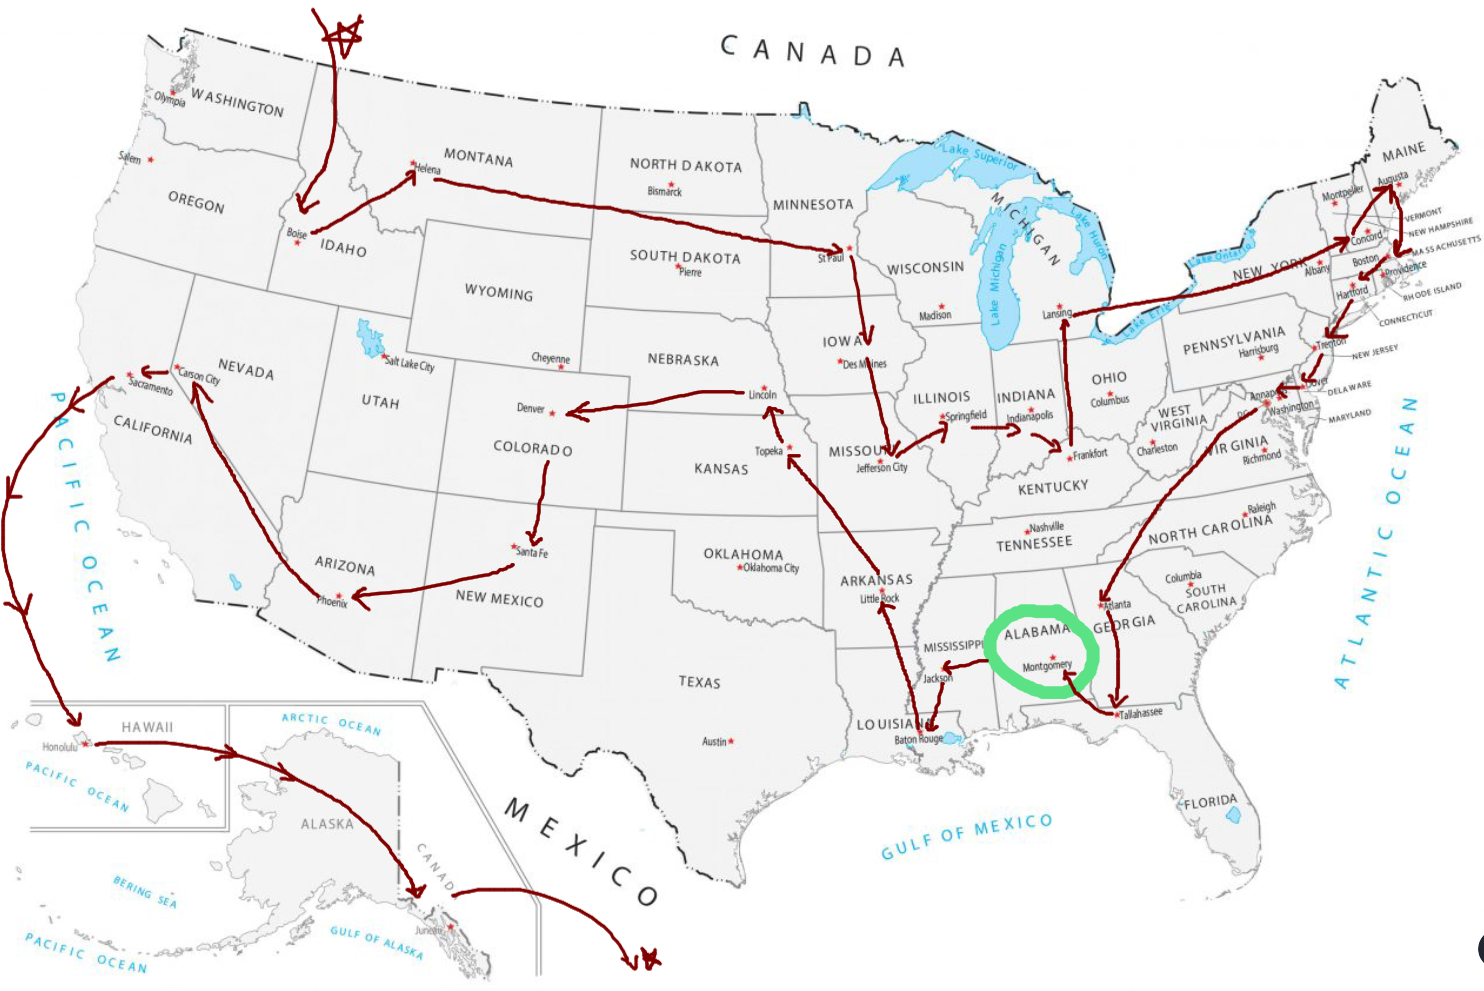 CANADA
Olympia
WASHINGTON
Salem
OREGON
Boise
IDAHO
Helena
MONTANA
NORTH DAKOTA
Bismarck
MINNESOTA
St Paul
SOUTH DAKOTA
Pierre
WYOMING
Cheyenne
Lake Superior
MICHIGAN
Lake Huron
Lake Michigan
WISCONSIN
Madison
Lansing
Lake Ontario
Lake Erie
NEW YORK
Albany
MAINE
Augusta
Montpelier
VERMONT
Concord
NEW HAMPSHIRE
Boston
MASSACHUSETTS
Providence
RHODE ISLAND
Hartford
CONNECTICUT
PENNSYLVANIA
Harrisburg
Trenton
NEW JERSEY
Dover
DELAWARE
Annapolis
MARYLAND
DC
Washington
NEVADA
Carson City
Sacramento
CALIFORNIA
Salt Lake City
UTAH
Denver
COLORADO
NEBRASKA
Lincoln
IOWA
Des Moines
ILLINOIS
Springfield
INDIANA
Indianapolis
OHIO
Columbus
WEST
VIRGINIA
Charleston
VIRGINIA
Richmond
KANSAS
Topeka
MISSOURI
Jefferson City
Frankfort
KENTUCKY
PACIFIC OCEAN
ATLANTIC OCEAN
ARIZONA
Phoenix
Santa Fe
NEW MEXICO
OKLAHOMA
Oklahoma City
ARKANSAS
Little Rock
Nashville
TENNESSEE
Raleigh
NORTH CAROLINA
Columbia
SOUTH
CAROLINA
Atlanta
GEORGIA
ALABAMA
Montgomery
MISSISSIPPI
Jackson
TEXAS
Austin
LOUISIANA
Baton Rouge
Tallahassee
FLORIDA
GULF OF MEXICO
MEXICO
HAWAII
Honolulu
PACIFIC OCEAN
ARCTIC OCEAN
ALASKA
CANADA
Juneau
BERING SEA
GULF OF ALASKA
PACIFIC OCEAN